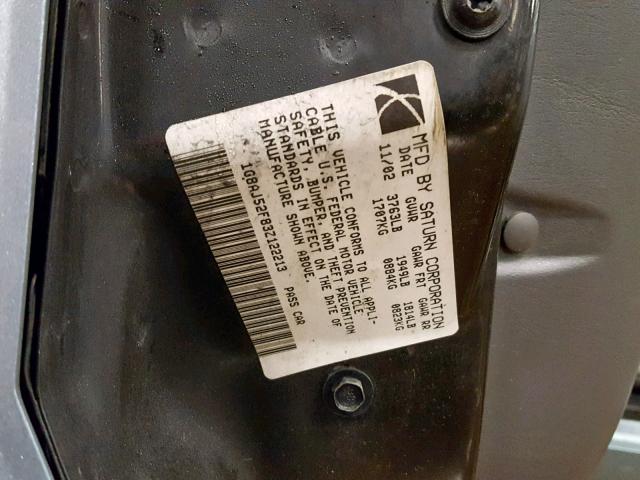 MFD BY SATURN CORPORATION
DATE GVWR GAWR FRT GAWR RR
11/02 3763LB 1949LB 1814LB
1707KG 0884KG 0823KG
THIS VEHICLE CONFORMS TO ALL APPLI-
CABLE U.S. FEDERAL MOTOR VEHICLE
SAFETY, BUMPER, AND THEFT PREVENTION
STANDARDS IN EFFECT ON THE DATE OF
MANUFACTURE SHOWN ABOVE.
1G8AJ52F83Z122213 PASS CAR